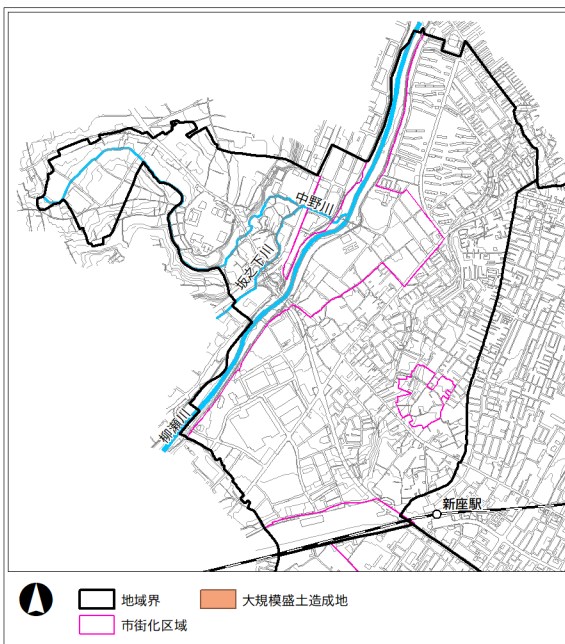 中野川
坂之下川
柳瀬川
新座駅
地域界
大規模盛土造成地
市街化区域